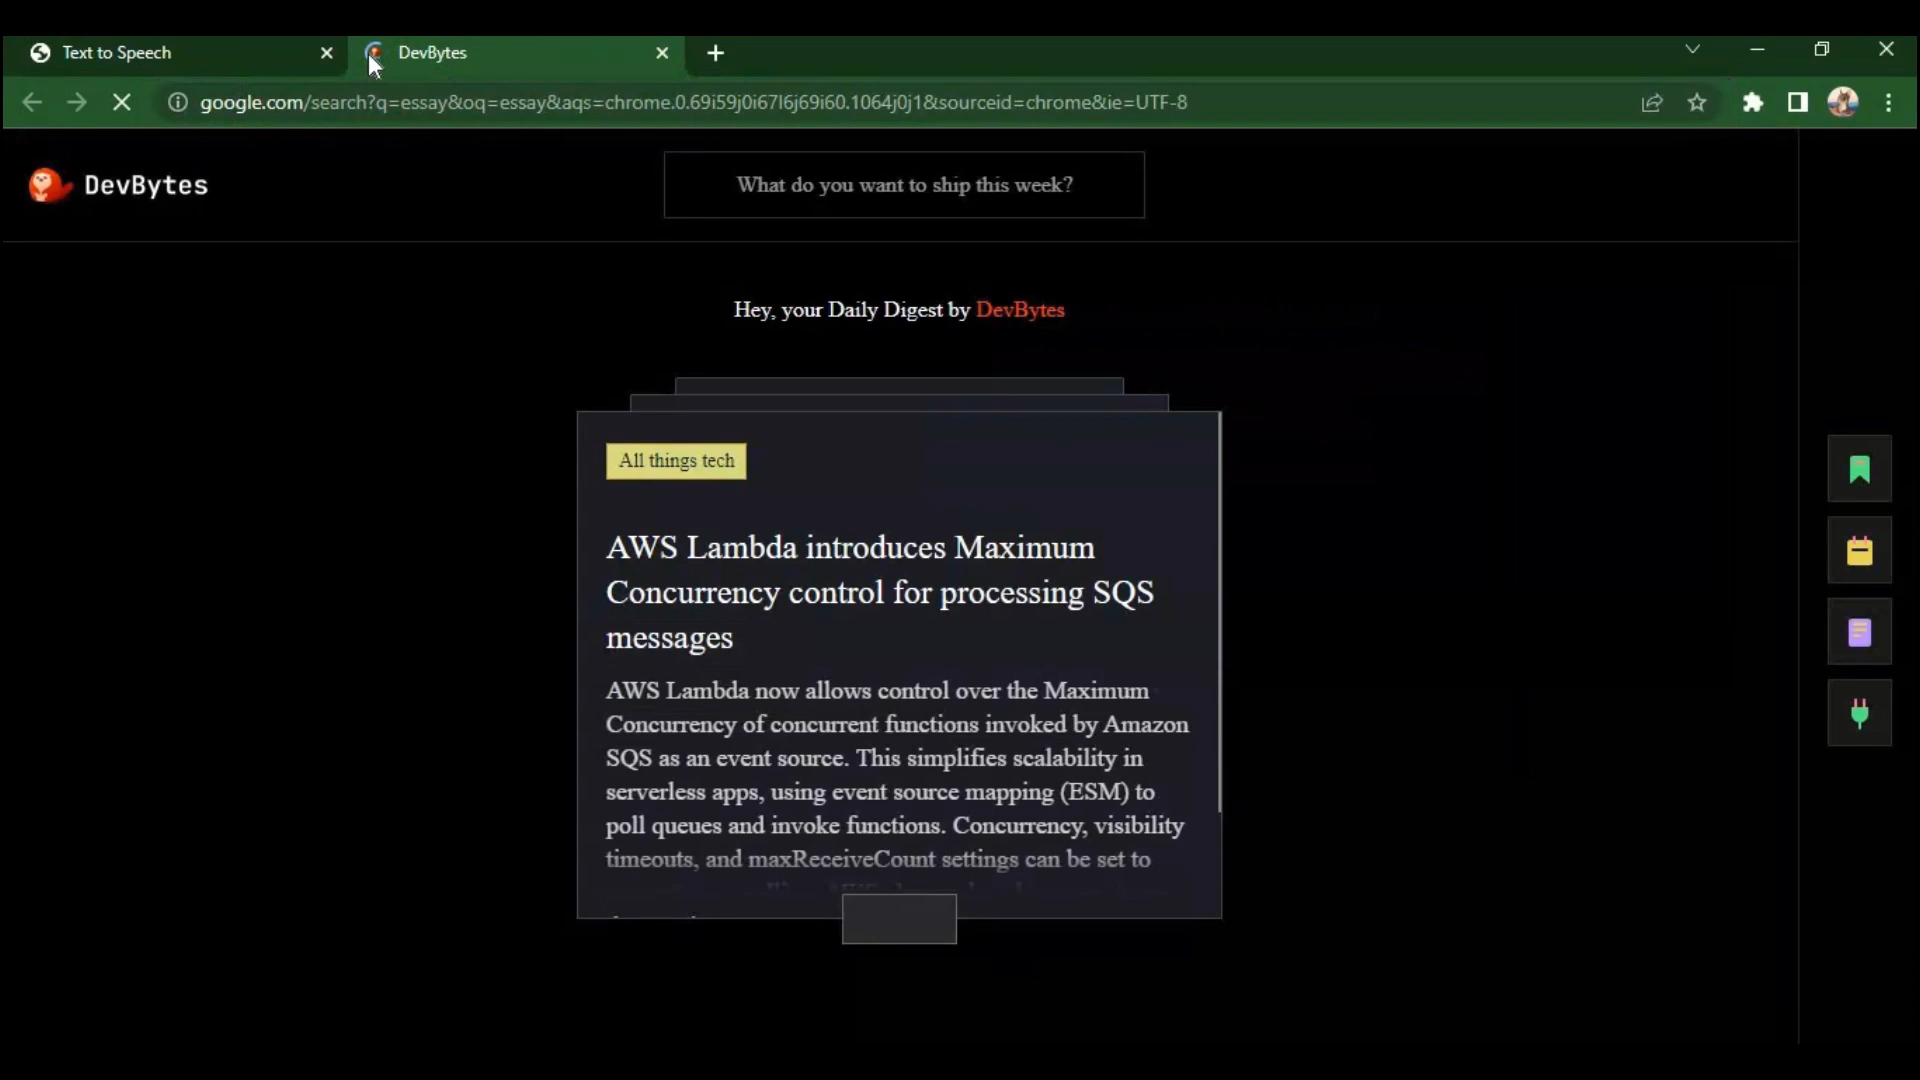 Text to Speech
DevBytes
google.com/search?q=essay&oq=essay&aqs=chrome.0.69i59j0i67l6j69i60.1064j0j1&sourceid=chrome&ie=UTF-8
DevBytes
What do you want to ship this week?
Hey, your Daily Digest by DevBytes
All things tech
AWS Lambda introduces Maximum
Concurrency control for processing SQS
messages
AWS Lambda now allows control over the Maximum
Concurrency of concurrent functions invoked by Amazon
SQS as an event source. This simplifies scalability in
serverless apps, using event source mapping (ESM) to
poll queues and invoke functions. Concurrency, visibility
timeouts, and maxReceiveCount settings can be set to